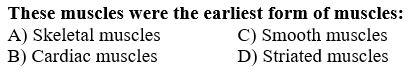 These muscles were the earliest form of muscles:
A) Skeletal muscles C) Smooth muscles
B) Cardiac muscles D) Striated muscles